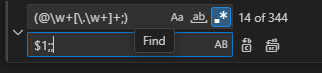 (@\w+[\.\w+]+;) Aa ab .* 14 of 344
$1;; AB
Find